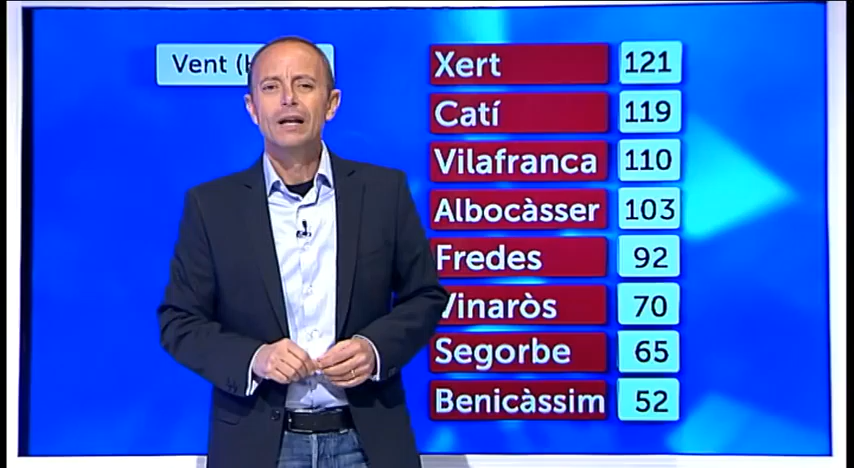 Vent (
Xert 121
Catí 119
Vilafranca 110
Albocàsser 103
Fredes 92
Vinaròs 70
Segorbe 65
Benicàssim 52